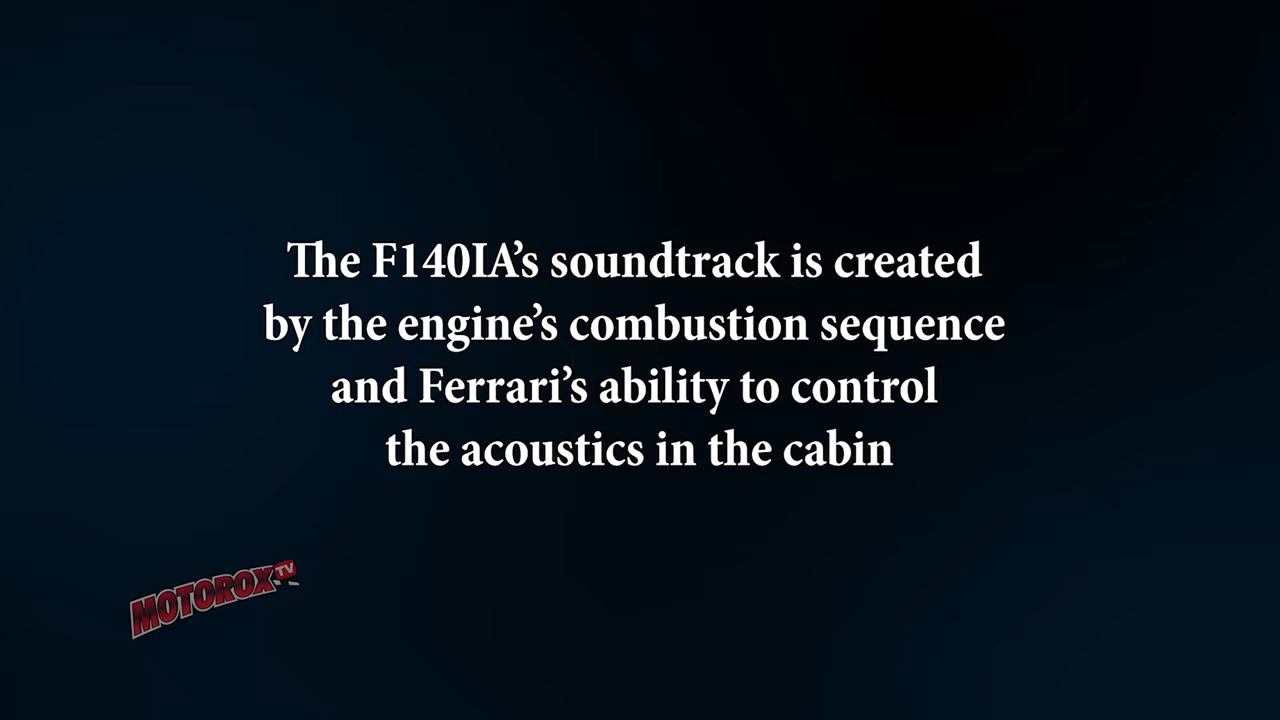 The F140IA’s soundtrack is created
by the engine’s combustion sequence
and Ferrari’s ability to control
the acoustics in the cabin
MOTOROX TV